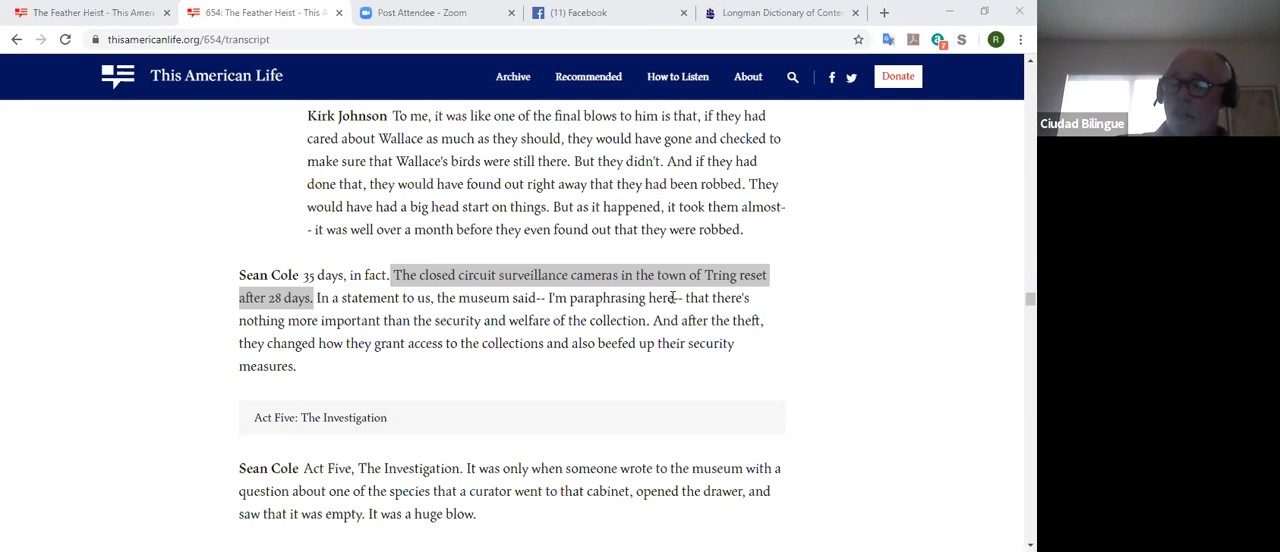 The Feather Heist - This Ameri
654: The Feather Heist - This A
Post Attendee - Zoom
(11) Facebook
Longman Dictionary of Conter
thisamericanlife.org/654/transcript
7
R
This American Life
Archive Recommended How to Listen About
Donate
Ciudad Bilingue
Kirk Johnson To me, it was like one of the final blows to him is that, if they had
cared about Wallace as much as they should, they would have gone and checked to
make sure that Wallace's birds were still there. But they didn't. And if they had
done that, they would have found out right away that they had been robbed. They
would have had a big head start on things. But as it happened, it took them almost-
- it was well over a month before they even found out that they were robbed.
Sean Cole 35 days, in fact. The closed circuit surveillance cameras in the town of Tring reset
after 28 days. In a statement to us, the museum said-- I'm paraphrasing here-- that there's
nothing more important than the security and welfare of the collection. And after the theft,
they changed how they grant access to the collections and also beefed up their security
measures.
Act Five: The Investigation
Sean Cole Act Five, The Investigation. It was only when someone wrote to the museum with a
question about one of the species that a curator went to that cabinet, opened the drawer, and
saw that it was empty. It was a huge blow.